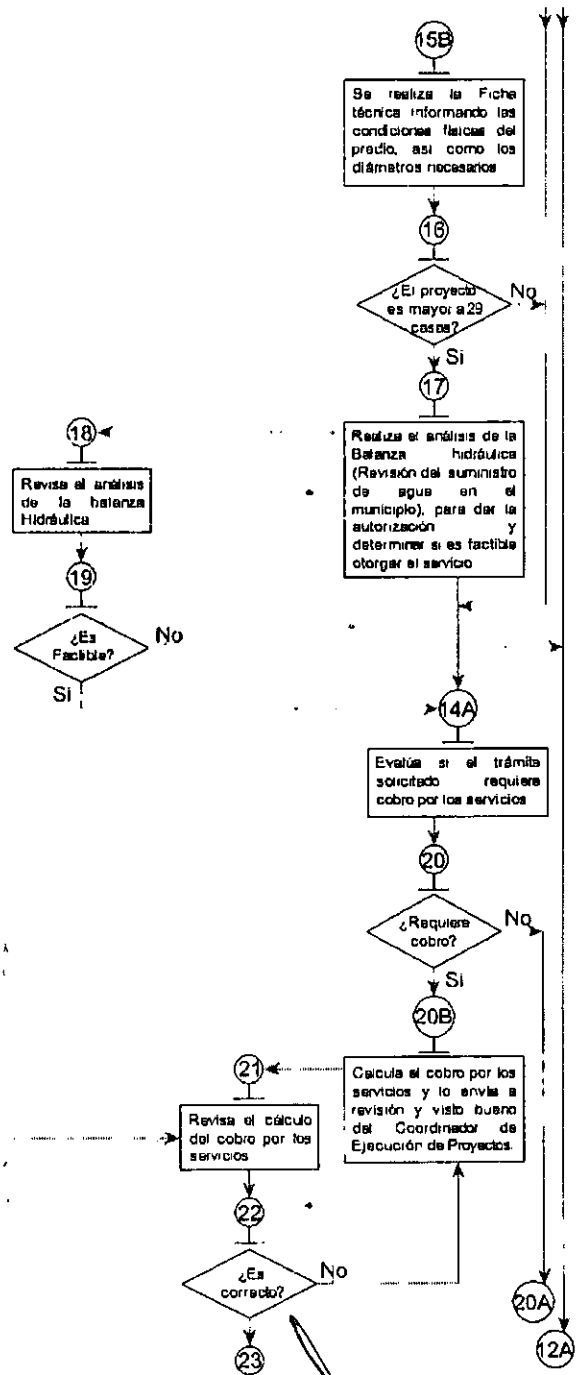 15B
Se realiza la Ficha
técnica informando las
condiciones físicas del
predio, así como los
diámetros necesarios
16
¿El proyecto
es mayor a 29
casas?
No
Si
17
Realiza el análisis de la
Balanza hidráulica
(Revisión del suministro
de agua en el
municipio), para dar la
autorización y
determinar si es factible
otorgar el servicio
18
Revisa el análisis
de la balanza
Hidráulica
19
¿Es
Factible?
No
Si
14A
Evalúa si el trámite
solicitado requiere
cobro por los servicios
20
¿Requiere
cobro?
No
Si
20B
Calcula el cobro por los
servicios y lo envía a
revisión y visto bueno
del Coordinador de
Ejecución de Proyectos.
21
Revisa el cálculo
del cobro por los
servicios
22
¿Es
correcto?
No
23
20A
12A